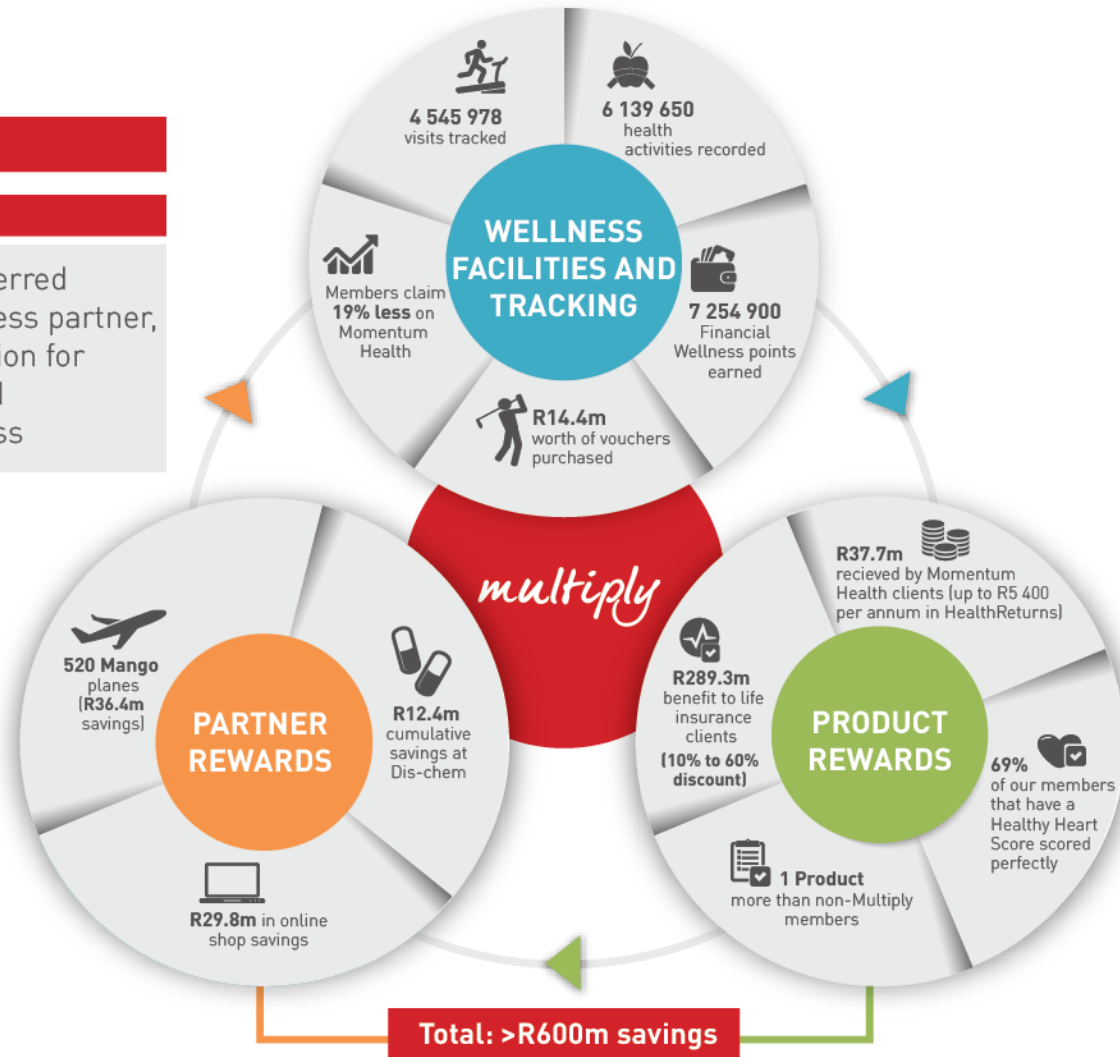 4 545 978
visits tracked
6 139 650
health
activities recorded
WELLNESS
FACILITIES AND
TRACKING
Members claim
19% less on
Momentum
Health
7 254 900
Financial
Wellness points
earned
R14.4m
worth of vouchers
purchased
erred
ess partner,
ion for
ss
multiply
520 Mango
planes
(R36.4m
savings)
PARTNER
REWARDS
R12.4m
cumulative
savings at
Dis-chem
R29.8m in online
shop savings
R37.7m
recieved by Momentum
Health clients (up to R5 400
per annum in HealthReturns)
R289.3m
benefit to life
insurance
clients
(10% to 60%
discount)
PRODUCT
REWARDS
69%
of our members
that have a
Healthy Heart
Score scored
perfectly
1 Product
more than non-Multiply
members
Total: >R600m savings